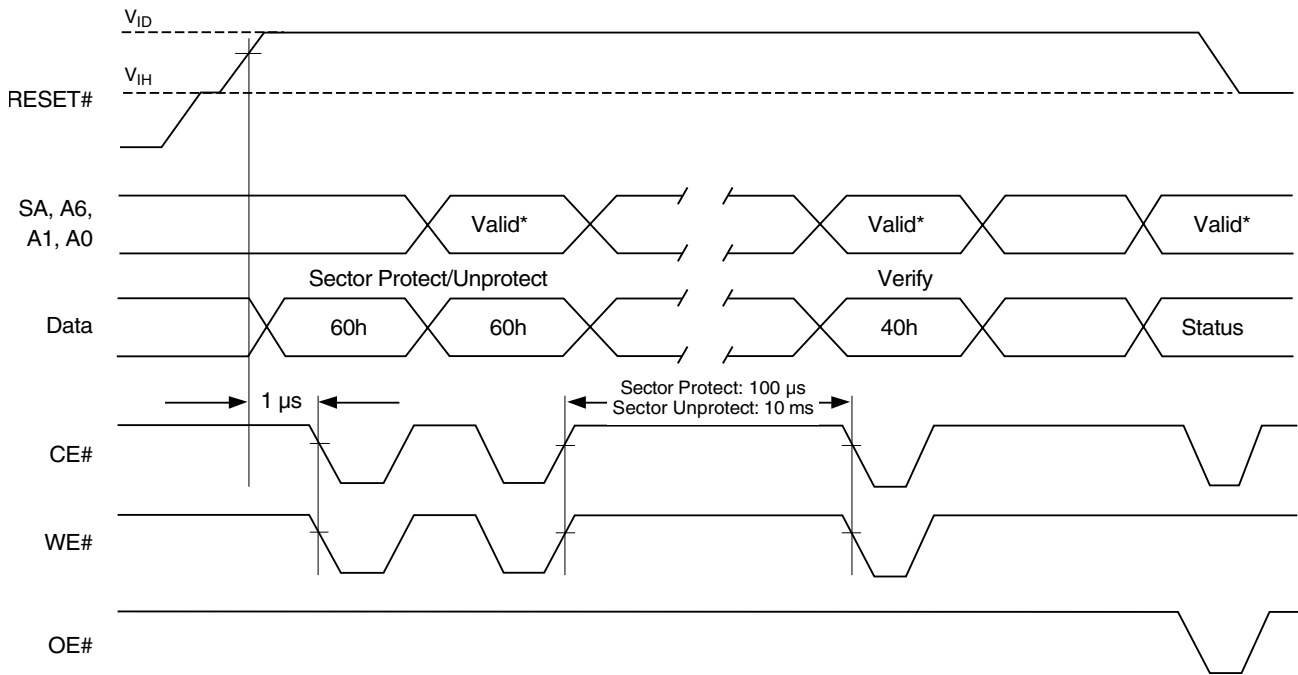 VID
VIH
RESET#
SA, A6,
A1, A0
Valid*
Valid*
Valid*
Sector Protect/Unprotect
Verify
Data
60h
60h
40h
Status
1 µs
Sector Protect: 100 µs
Sector Unprotect: 10 ms
CE#
WE#
OE#